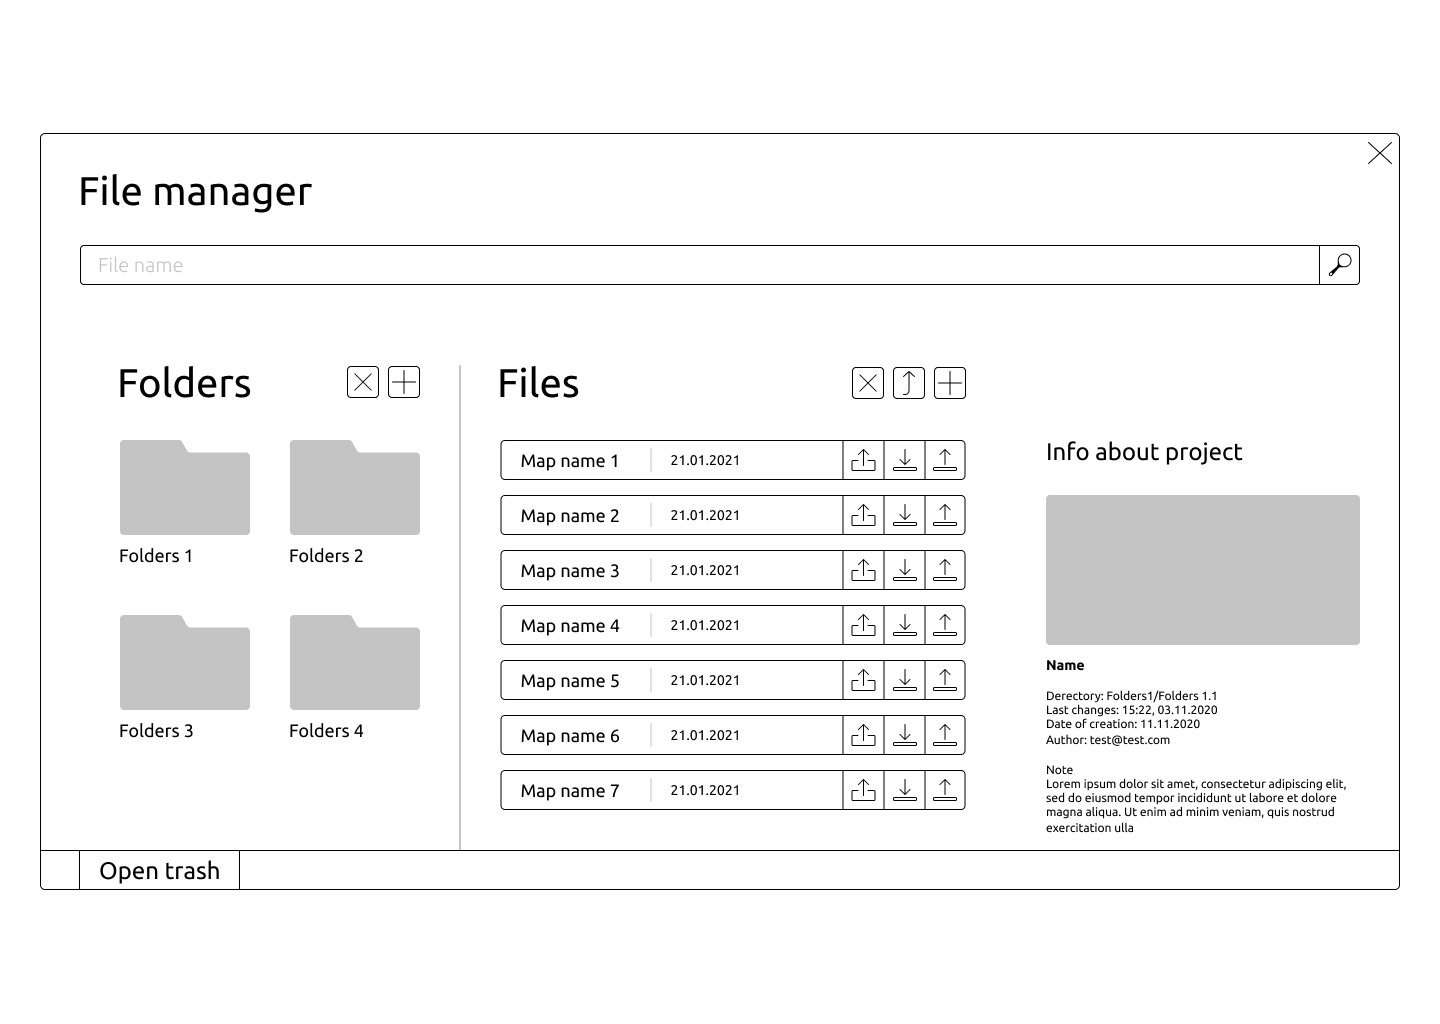 File manager
File name
Folders
Folders 1
Folders 2
Folders 3
Folders 4
Files
Map name 1 21.01.2021
Map name 2 21.01.2021
Map name 3 21.01.2021
Map name 4 21.01.2021
Map name 5 21.01.2021
Map name 6 21.01.2021
Map name 7 21.01.2021
Info about project
Name
Derectory: Folders1/Folders 1.1
Last changes: 15:22, 03.11.2020
Date of creation: 11.11.2020
Author: test@test.com
Note
Lorem ipsum dolor sit amet, consectetur adipiscing elit,
sed do eiusmod tempor incididunt ut labore et dolore
magna aliqua. Ut enim ad minim veniam, quis nostrud
exercitation ulla
Open trash